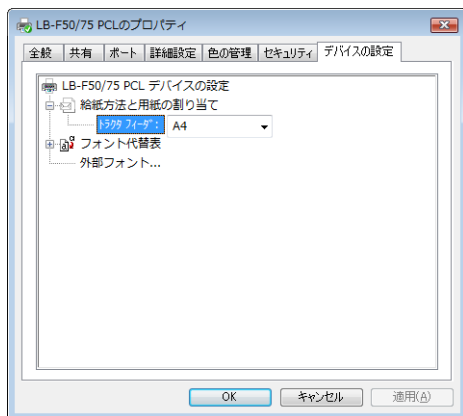 LB-F50/75 PCLのプロパティ
全般 共有 ポート 詳細設定 色の管理 セキュリティ デバイスの設定
LB-F50/75 PCL デバイスの設定
給紙方法と用紙の割り当て
ﾄﾗｸﾀ ﾌｨｰﾀﾞ: A4
フォント代替表
外部フォント...
OK キャンセル 適用(A)